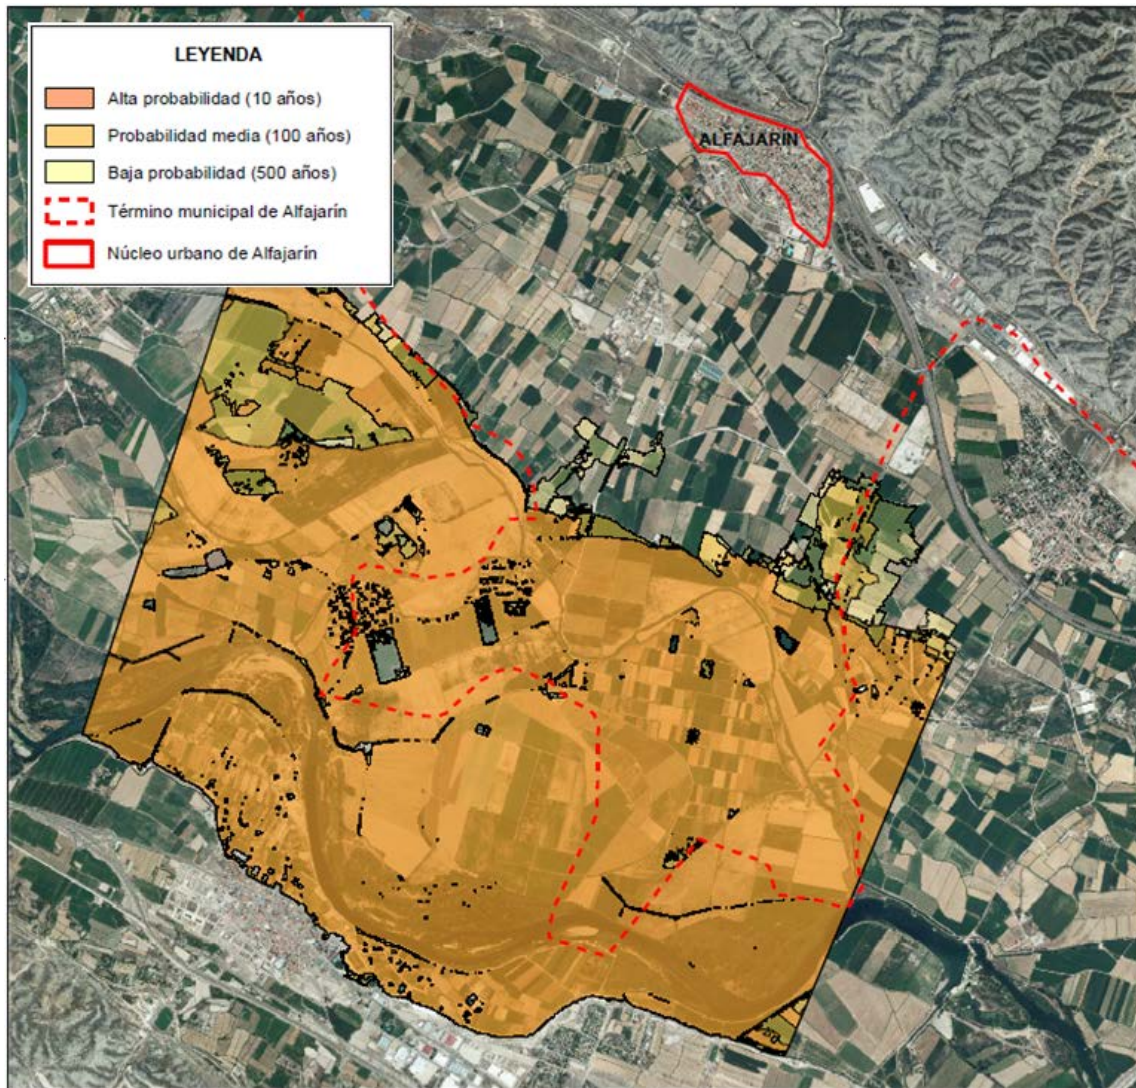 LEYENDA
Alta probabilidad (10 años)
Probabilidad media (100 años)
Baja probabilidad (500 años)
Término municipal de Alfajarín
Núcleo urbano de Alfajarín
ALFAJARÍN